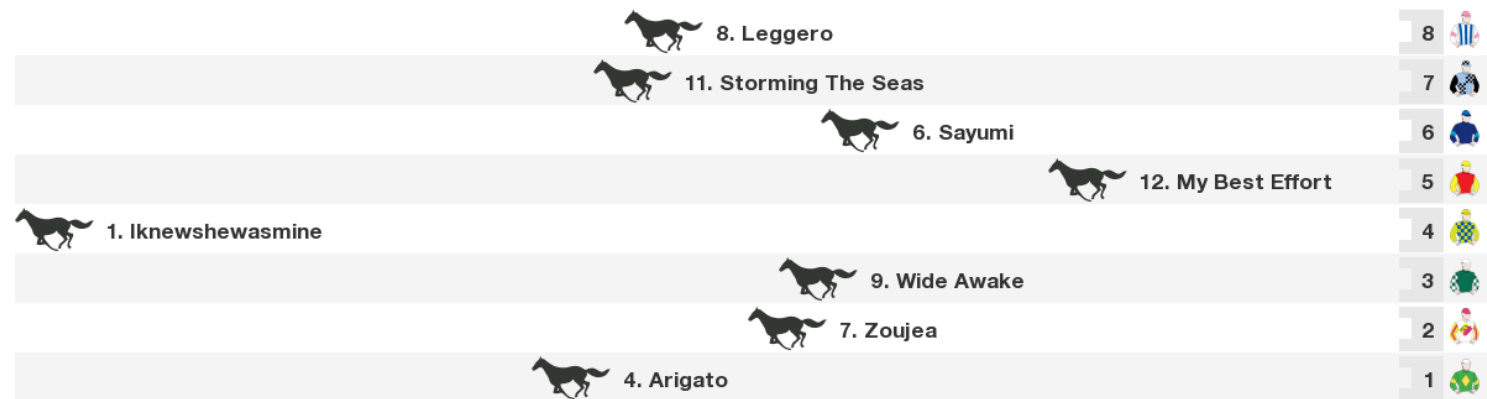 8. Leggero 8
11. Storming The Seas 7
6. Sayumi 6
12. My Best Effort 5
1. Iknewshewasmine 4
9. Wide Awake 3
7. Zoujea 2
4. Arigato 1